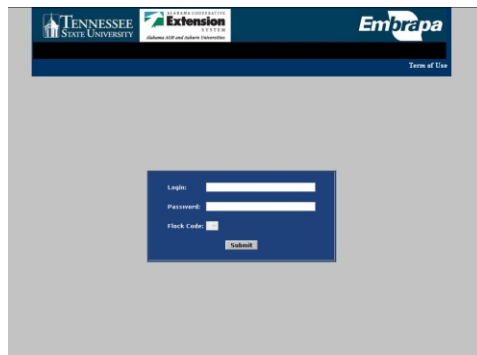 TENNESSEE
STATE UNIVERSITY
ALABAMA COOPERATIVE
Extension
SYSTEM
Alabama A&M and Auburn Universities
Embrapa
Term of Use
Login:
Password:
Flock Code:
Submit